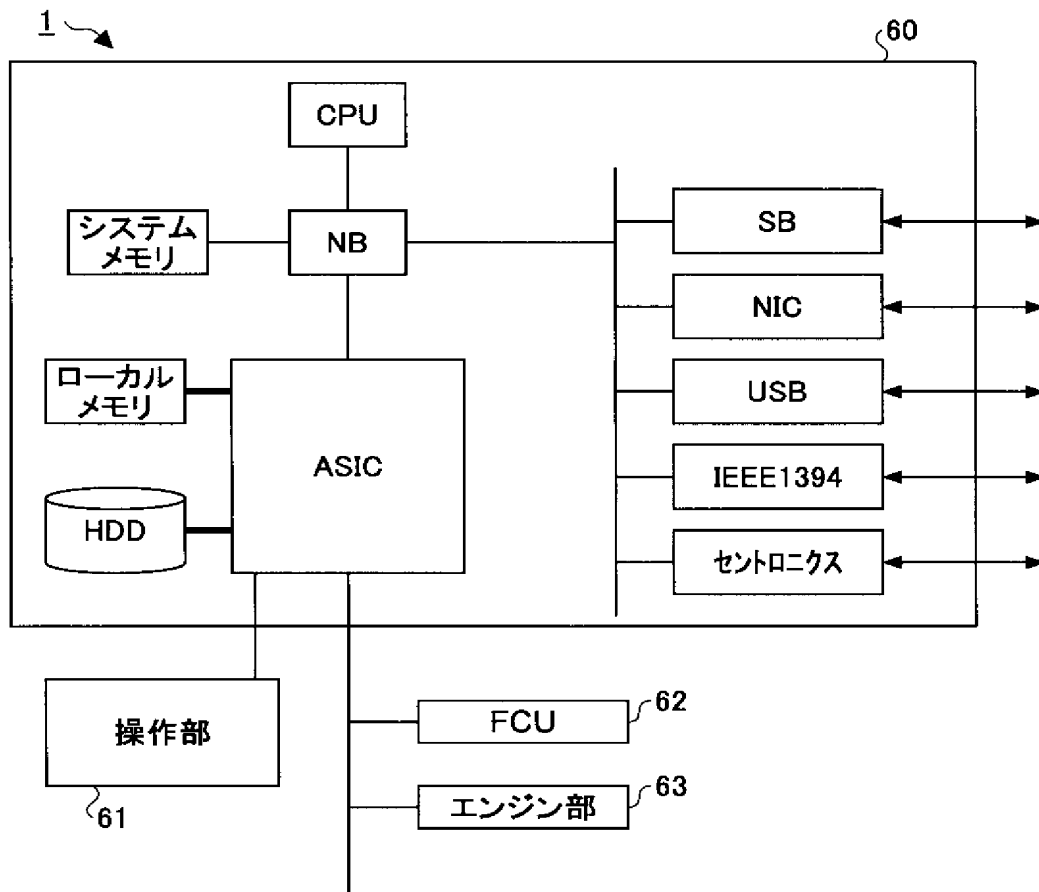 1
60
CPU
システム
メモリ
NB
SB
NIC
ローカル
メモリ
USB
ASIC
IEEE1394
HDD
セントロニクス
操作部
61
FCU
62
エンジン部
63